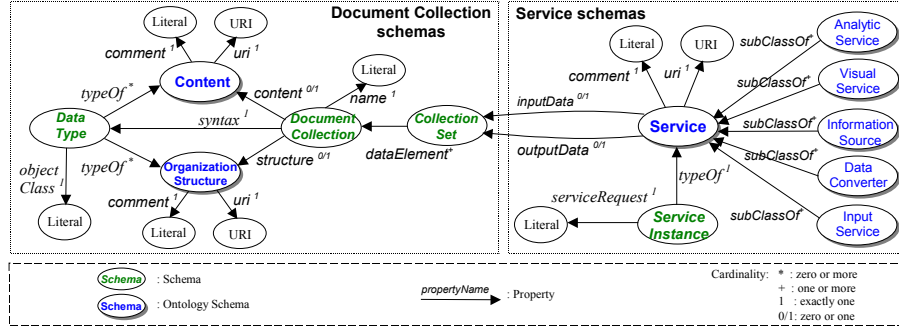 Document Collection
schemas
Service schemas
Literal
URI
comment 1
uri 1
Content
typeOf *
content 0/1
Literal
name 1
Data
Type
syntax 1
Document
Collection
Collection
Set
dataElement+
typeOf *
structure 0/1
object
Class 1
Organization
Structure
comment 1
uri 1
Literal
Literal
URI
Literal
URI
comment 1
uri 1
inputData 0/1
outputData 0/1
Service
typeOf 1
serviceRequest 1
Literal
Service
Instance
subClassOf*
Analytic
Service
subClassOf*
Visual
Service
subClassOf*
Information
Source
subClassOf*
Data
Converter
subClassOf*
Input
Service
Schema : Schema
Schema : Ontology Schema
propertyName : Property
Cardinality: * : zero or more
+ : one or more
1 : exactly one
0/1: zero or one